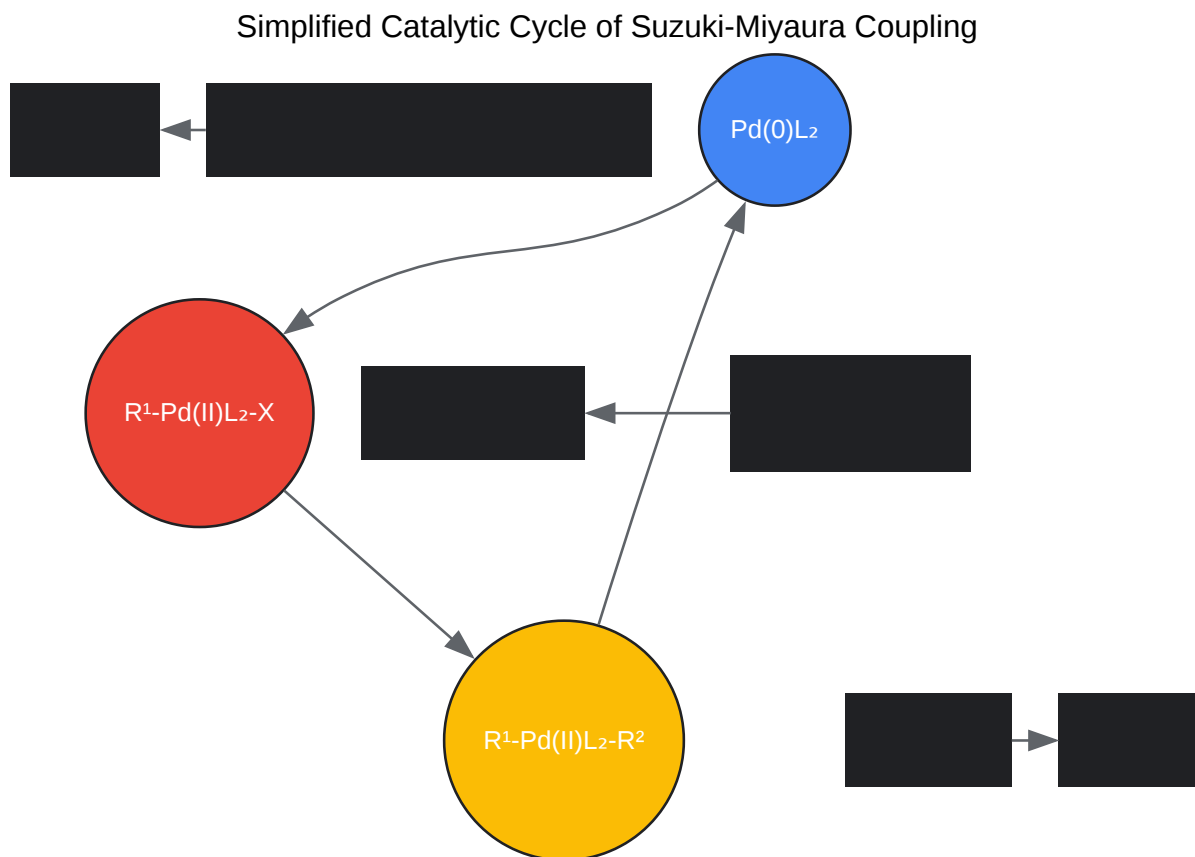 Simplified Catalytic Cycle of Suzuki-Miyaura Coupling
Pd(0)L₂
R¹-Pd(II)L₂-X
R¹-Pd(II)L₂-R²